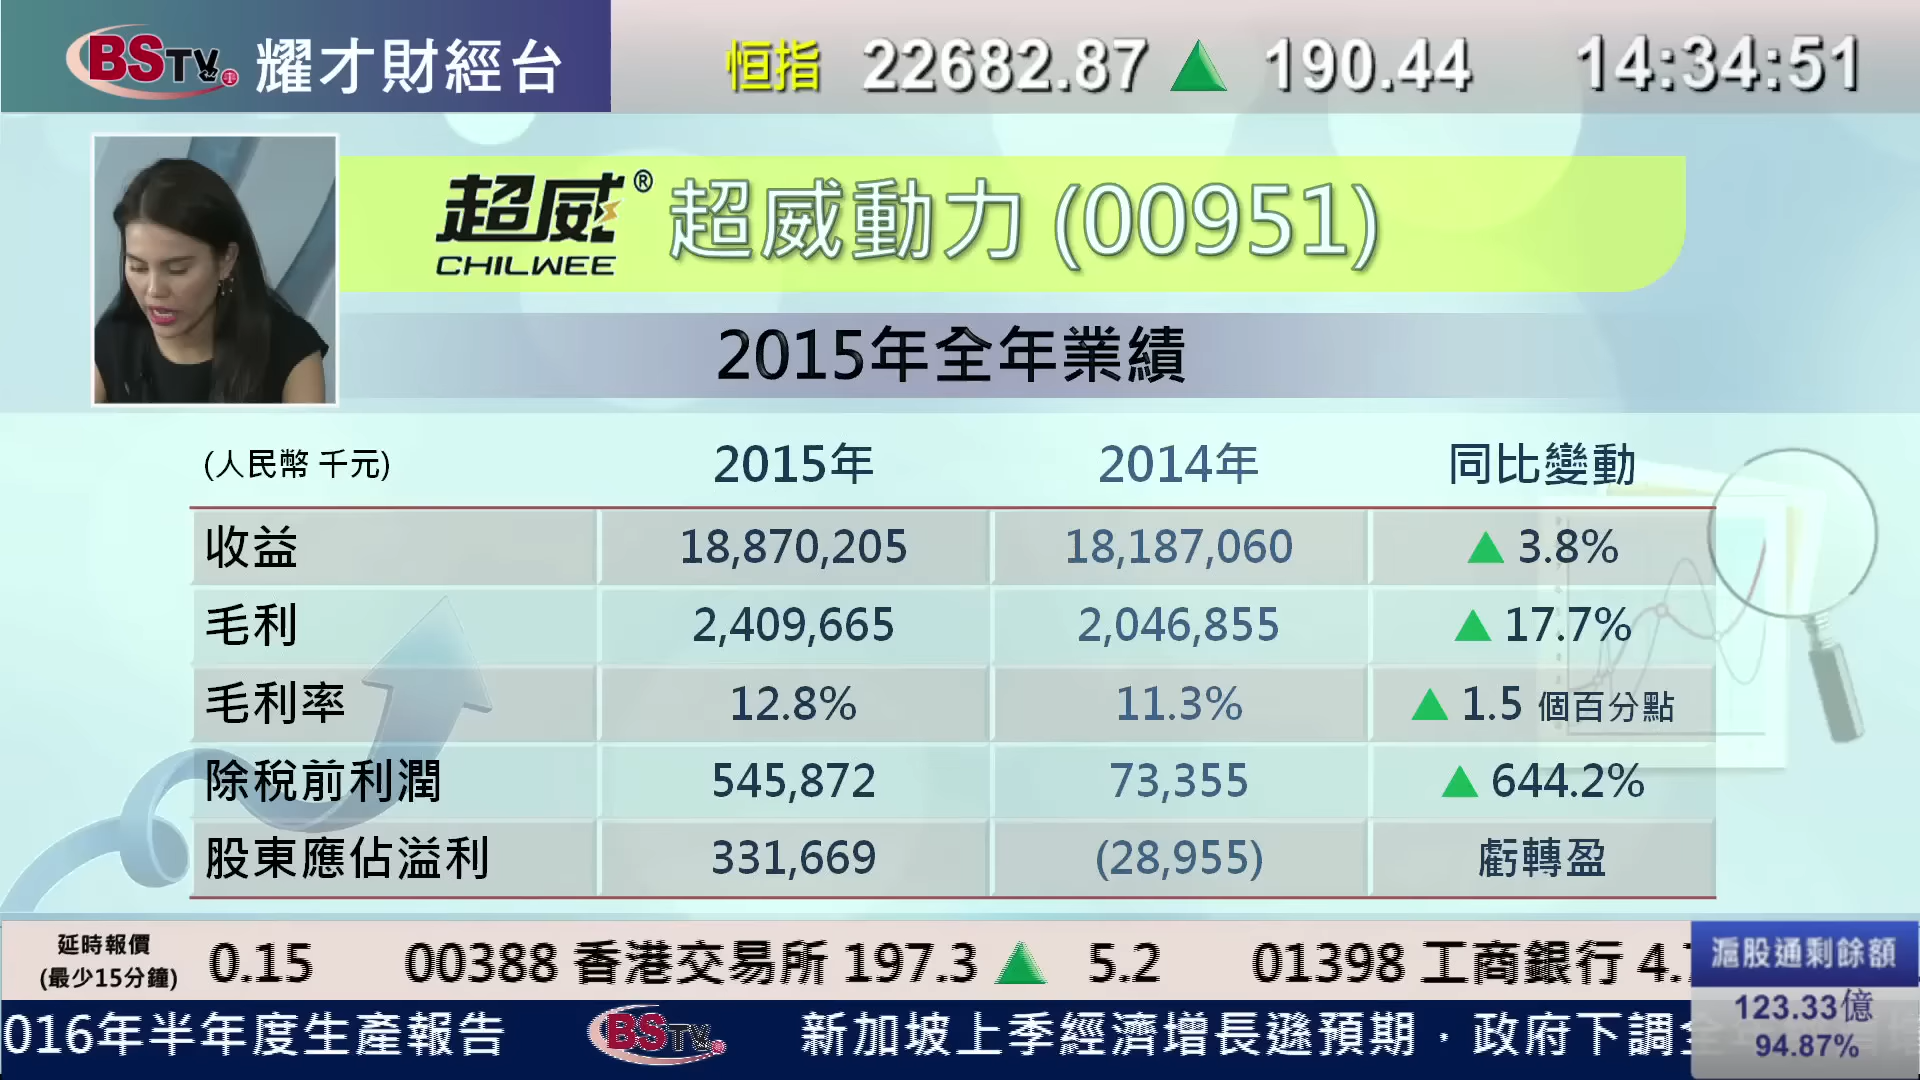 BSTV 耀才財經台 恒指 22682.87 ▲ 190.44 14:34:51
超威® CHILWEE 超威動力 (00951)
2015年全年業績
(人民幣 千元) 2015年 2014年 同比變動
收益 18,870,205 18,187,060 ▲ 3.8%
毛利 2,409,665 2,046,855 ▲ 17.7%
毛利率 12.8% 11.3% ▲ 1.5 個百分點
除稅前利潤 545,872 73,355 ▲ 644.2%
股東應佔溢利 331,669 (28,955) 虧轉盈
延時報價
(最少15分鐘)
0.15 00388 香港交易所 197.3 ▲ 5.2 01398 工商銀行 4.
滬股通剩餘額
123.33億
94.87%
016年半年度生產報告 BSTV 新加坡上季經濟增長遜預期，政府下調